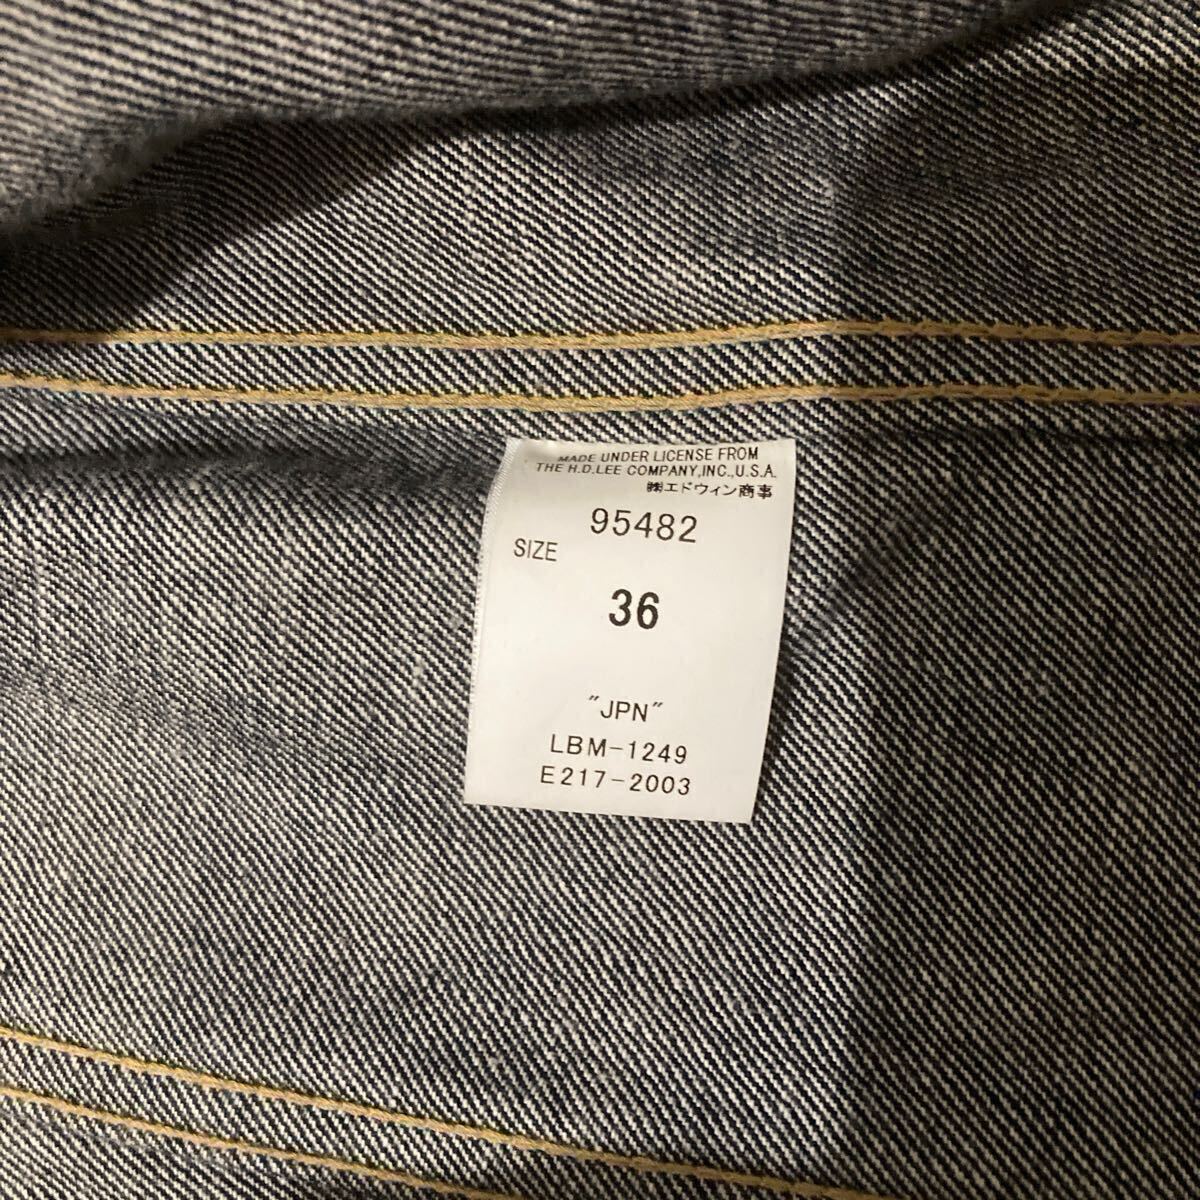 MADE UNDER LICENSE FROM
THE H.D.LEE COMPANY,INC.,U.S.A.
㈱エドウィン商事
95482
SIZE
36
"JPN"
LBM-1249
E217-2003